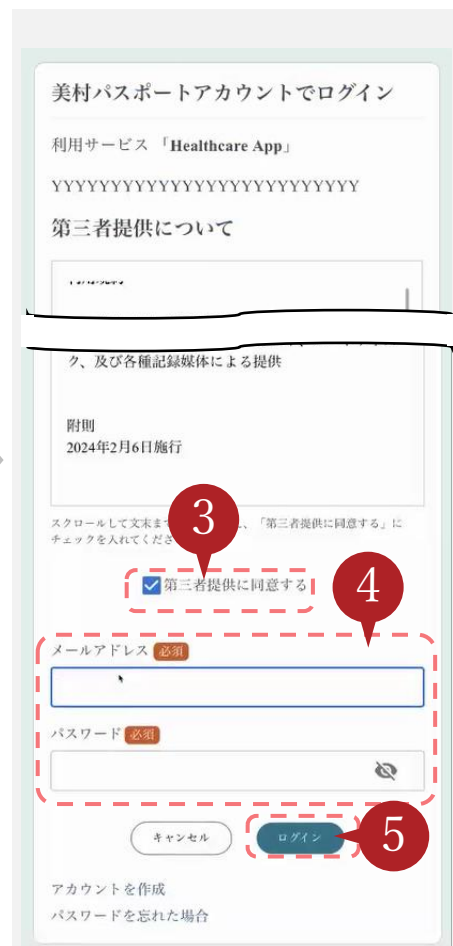 美村パスポートアカウントでログイン
利用サービス 「Healthcare App」
YYYYYYYYYYYYYYYYYYYYYYYYYY
第三者提供について
ク、及び各種記録媒体による提供
附則
2024年2月6日施行
スクロールして文末ま
、「第三者提供に同意する」に
チェックを入れてくださ
3
第三者提供に同意する
4
メールアドレス 必須
パスワード 必須
キャンセル
ログイン
5
アカウントを作成
パスワードを忘れた場合